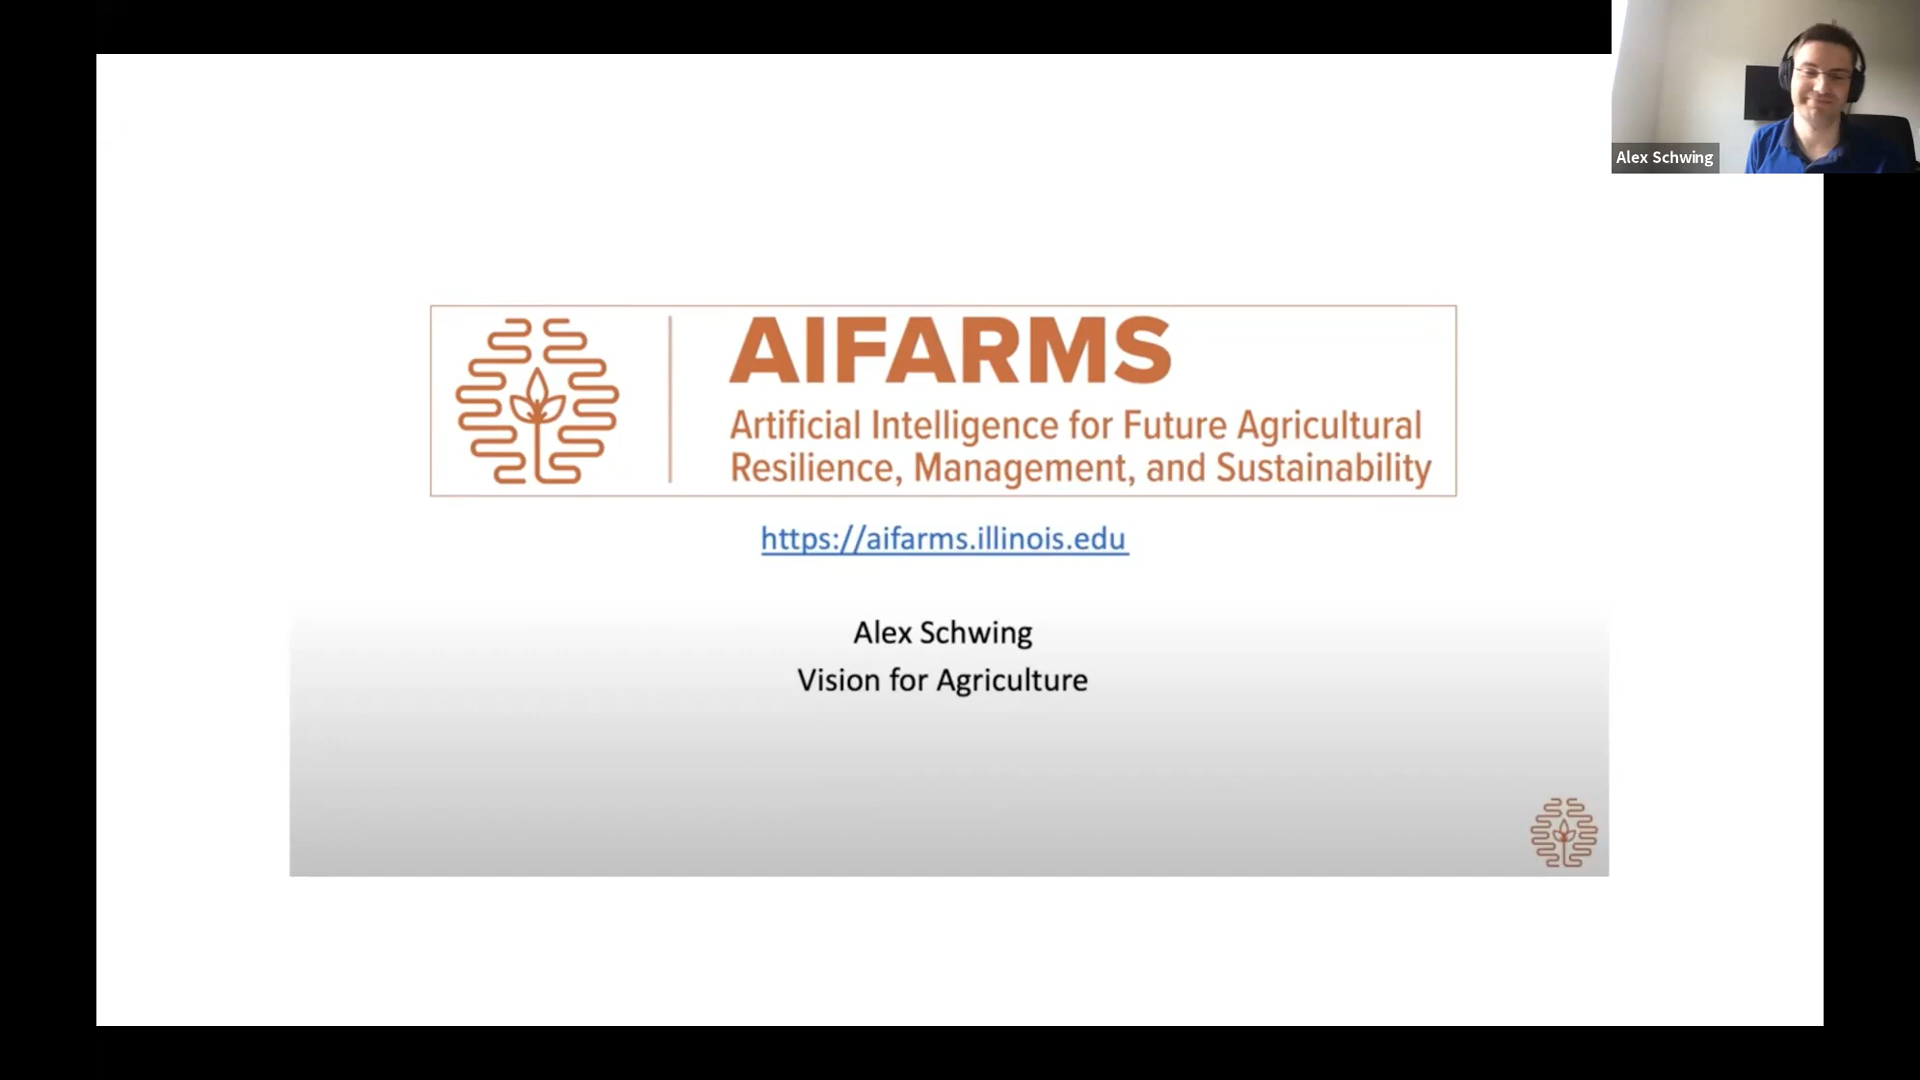 Alex Schwing
AIFARMS
Artificial Intelligence for Future Agricultural
Resilience, Management, and Sustainability
https://aifarms.illinois.edu
Alex Schwing
Vision for Agriculture